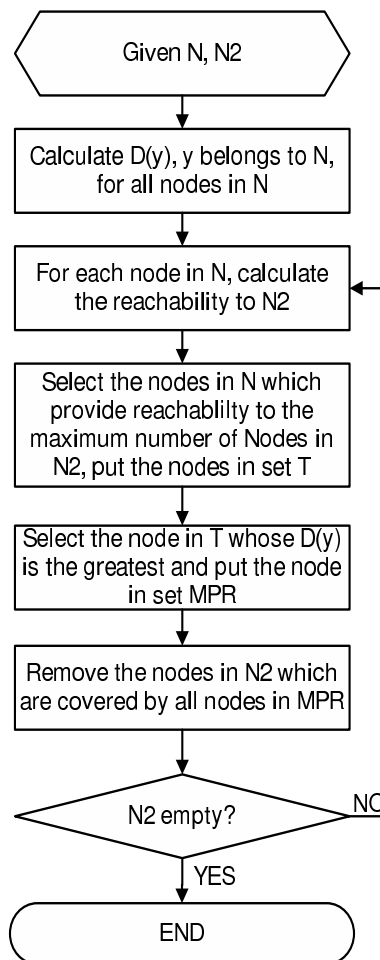 Given N, N2
Calculate D(y), y belongs to N,
for all nodes in N
For each node in N, calculate
the reachability to N2
Select the nodes in N which
provide reachablilty to the
maximum number of Nodes in
N2, put the nodes in set T
Select the node in T whose D(y)
is the greatest and put the node
in set MPR
Remove the nodes in N2 which
are covered by all nodes in MPR
N2 empty?
NO
YES
END